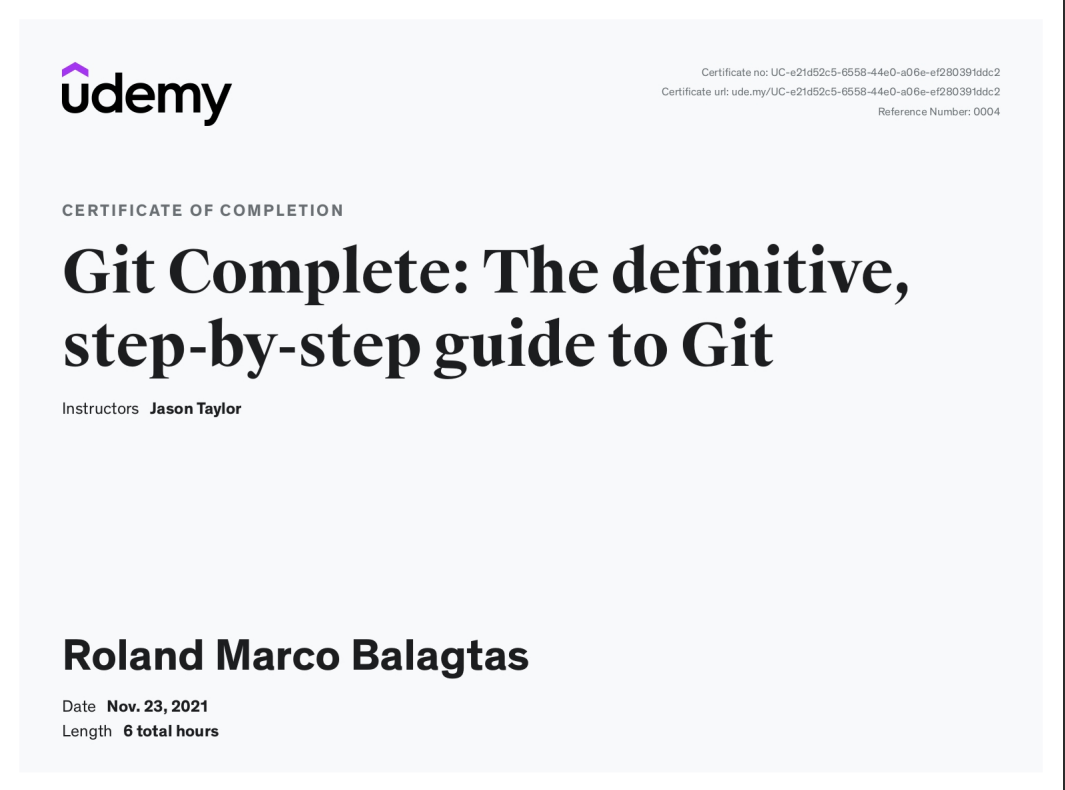 udemy
Certificate no: UC-e21d52c5-6558-44e0-a06e-ef280391ddc2
Certificate url: ude.my/UC-e21d52c5-6558-44e0-a06e-ef280391ddc2
Reference Number: 0004
CERTIFICATE OF COMPLETION
Git Complete: The definitive,
step-by-step guide to Git
Instructors Jason Taylor
Roland Marco Balagtas
Date Nov. 23, 2021
Length 6 total hours